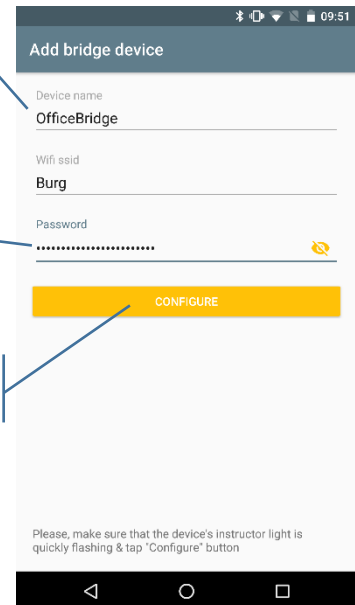 09:51
Add bridge device
Device name
OfficeBridge
Wifi ssid
Burg
Password
••••••••••••••••••••••••
CONFIGURE
Please, make sure that the device's instructor light is
quickly flashing & tap "Configure" button